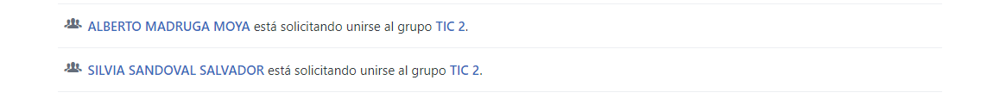 ALBERTO MADRUGA MOYA está solicitando unirse al grupo TIC 2.
SILVIA SANDOVAL SALVADOR está solicitando unirse al grupo TIC 2.